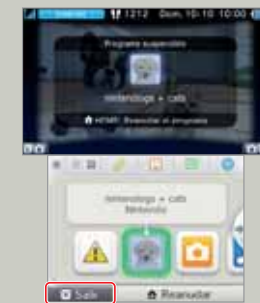 1212 Dom. 10-10 10:00
Programa suspendido
nintendogs + cats
HOME: Reanudar el programa
nintendogs + cats
Nintendo
Salir
Reanudar